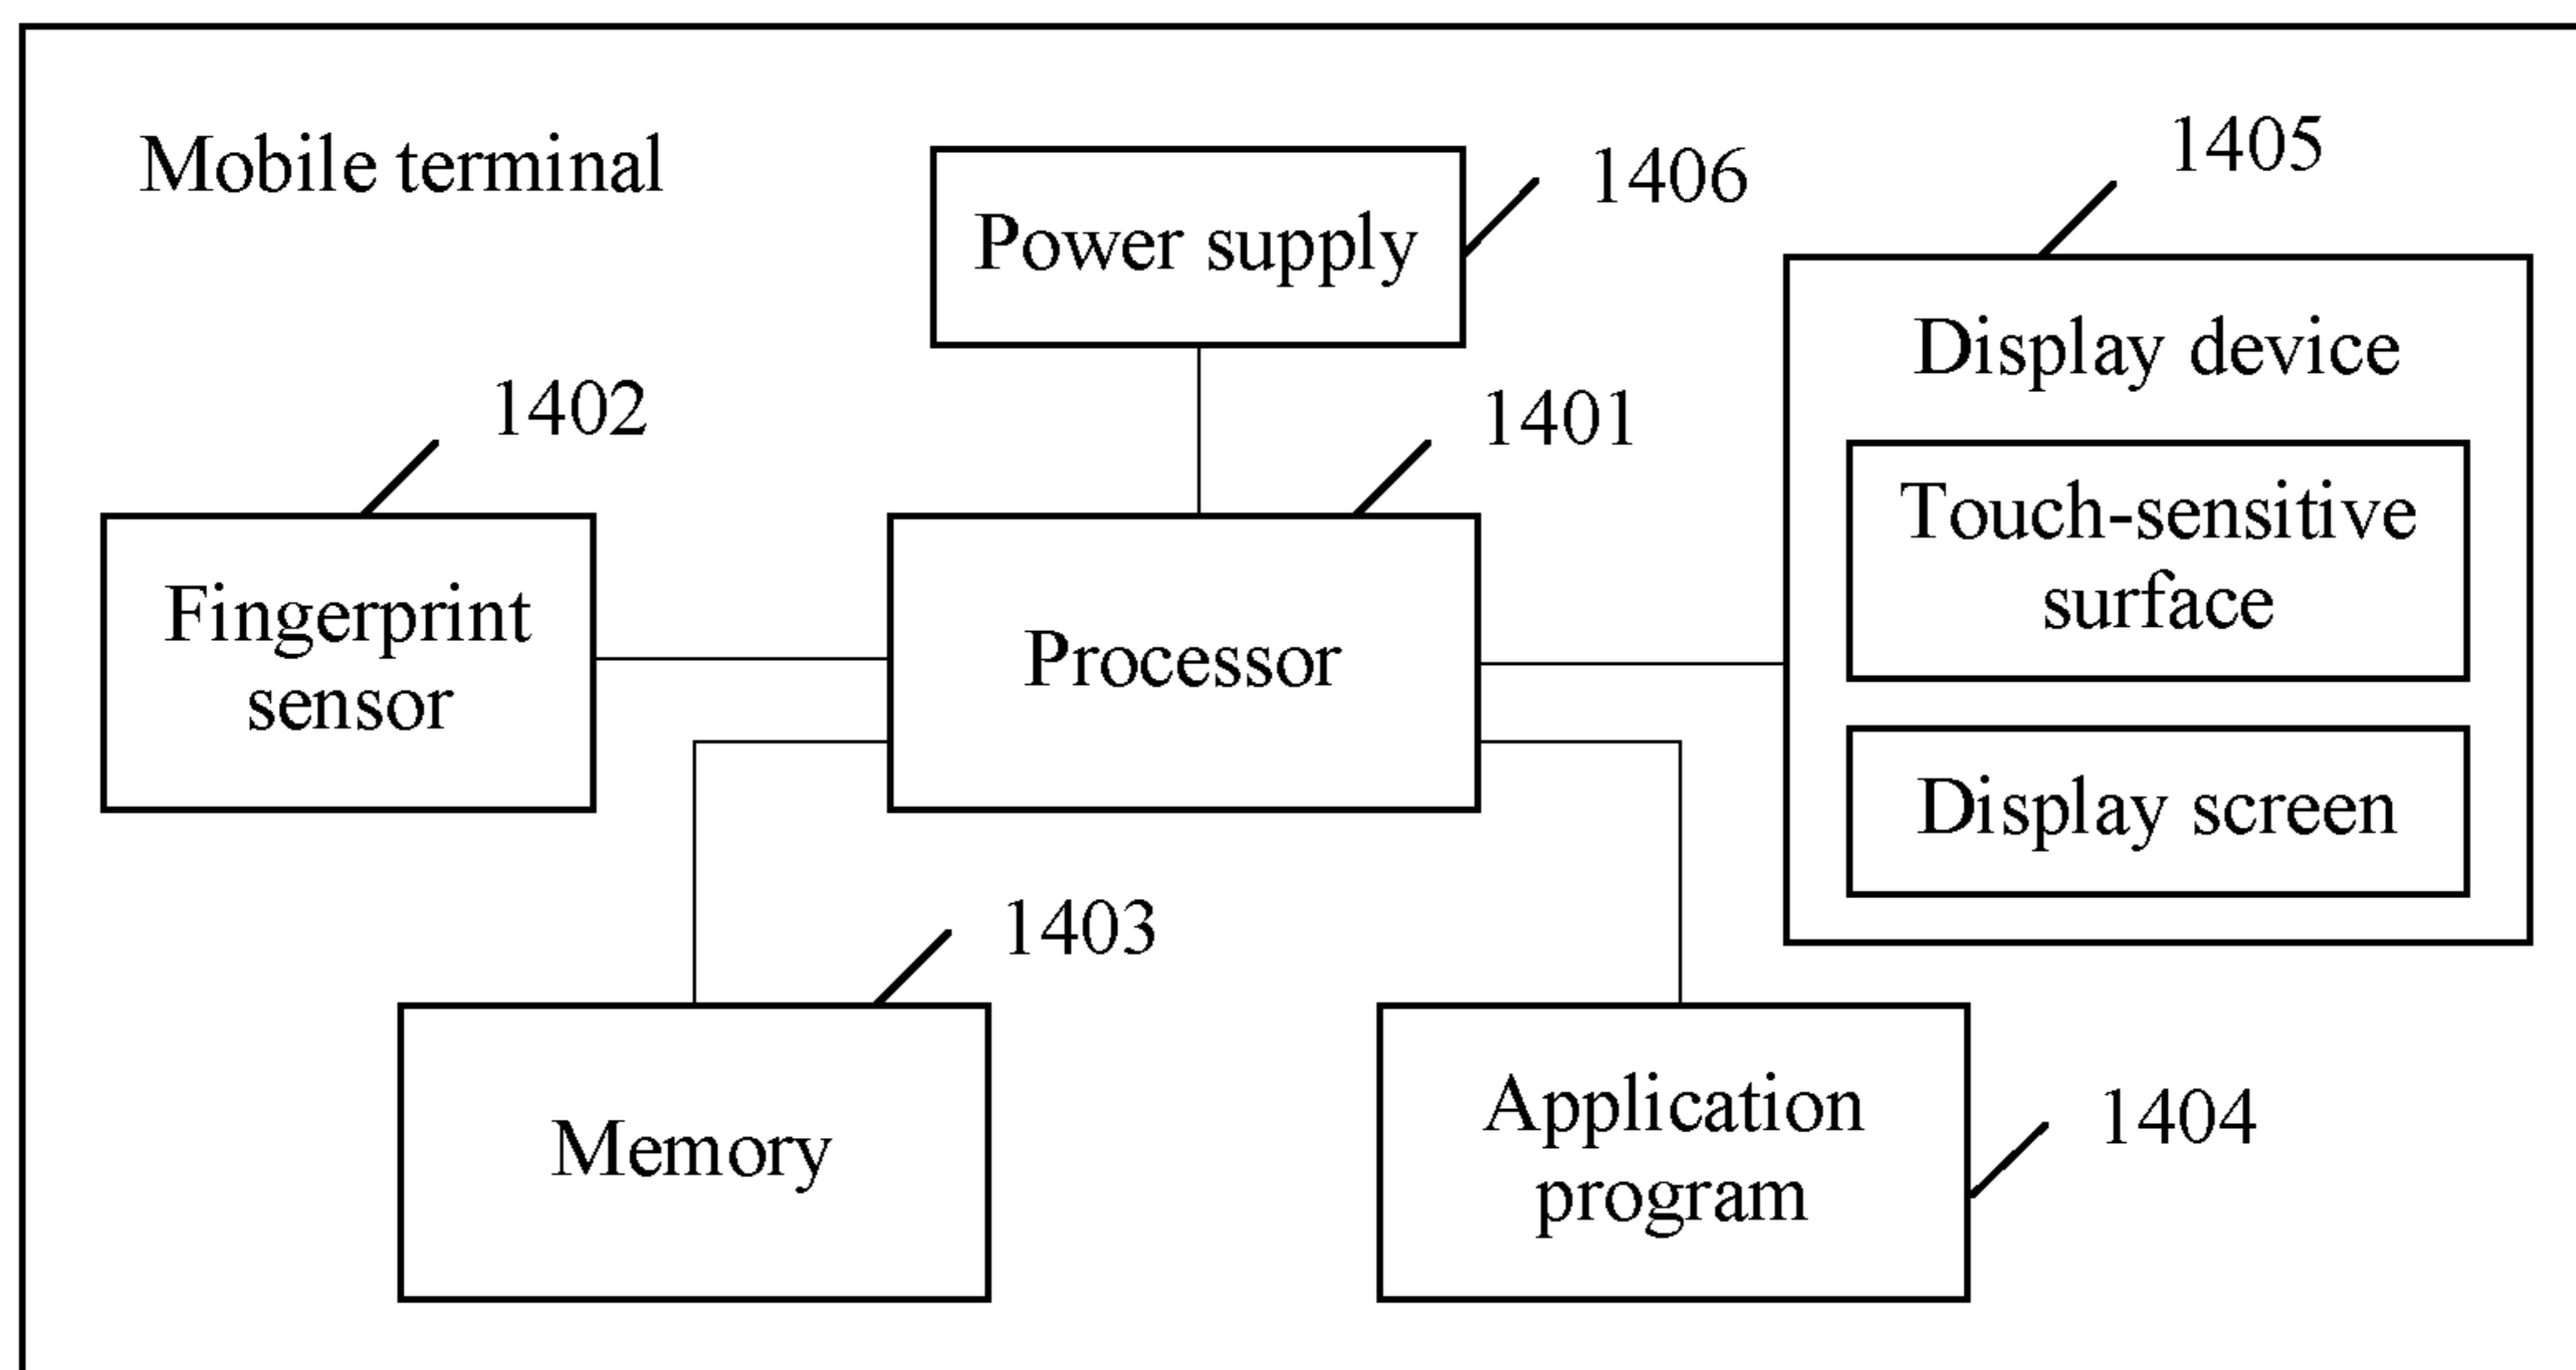 Mobile terminal
1406
1405
Power supply
Display device
1402
1401
Touch-sensitive
surface
Fingerprint
sensor
Processor
Display screen
1403
Memory
Application
program
1404